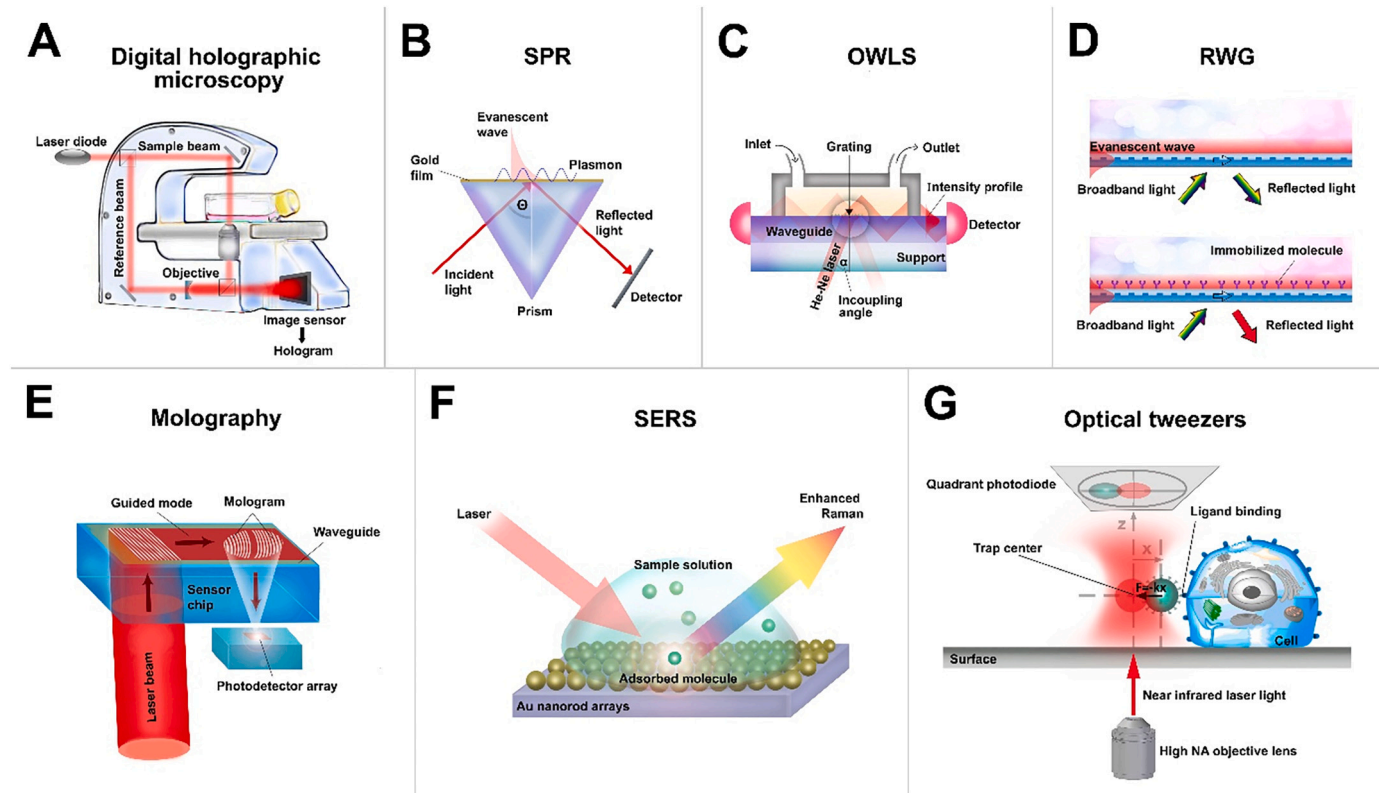 A
Digital holographic
microscopy
Laser diode
Sample beam
Reference beam
Objective
Image sensor
Hologram
B
SPR
Evanescent
wave
Gold
film
Plasmon
Θ
Reflected
light
Incident
light
Prism
Detector
C
OWLS
Inlet
Grating
Outlet
Intensity profile
Waveguide
Detector
Support
He-Ne laser
α
Incoupling
angle
D
RWG
Evanescent wave
Broadband light
Reflected light
Immobilized molecule
Broadband light
Reflected light
E
Molography
Guided mode
Mologram
Waveguide
Sensor
chip
Laser beam
Photodetector array
F
SERS
Laser
Enhanced
Raman
Sample solution
Adsorbed molecule
Au nanorod arrays
G
Optical tweezers
Quadrant photodiode
z
Ligand binding
Trap center
x
F=-kx
Cell
Surface
Near infrared laser light
High NA objective lens